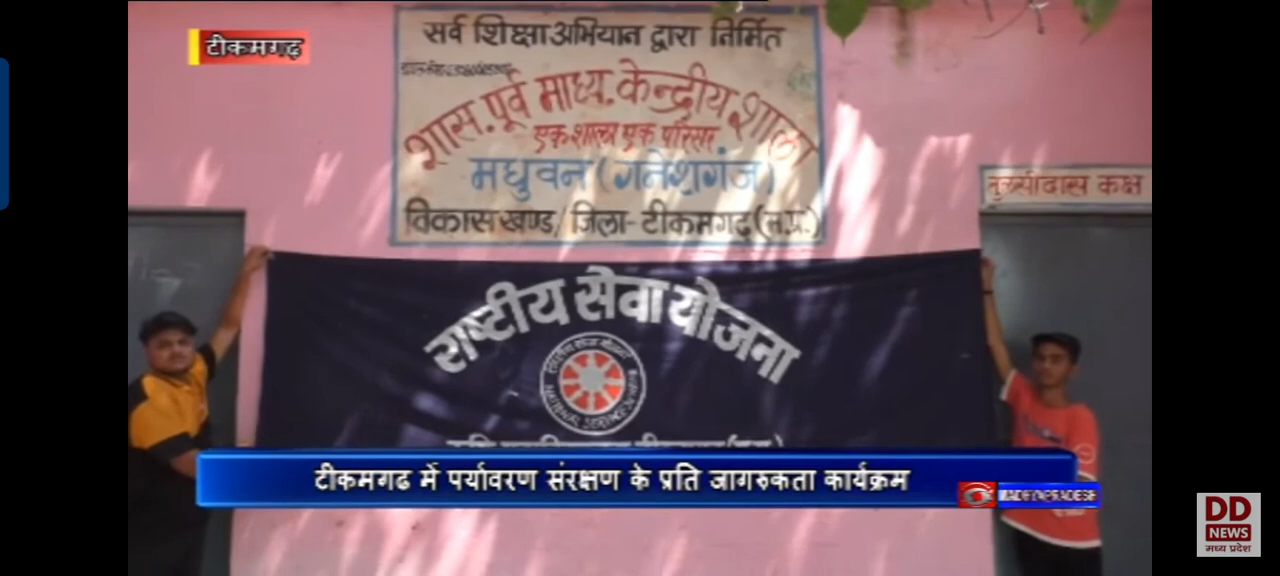 टीकमगढ़
सर्व शिक्षा अभियान द्वारा निर्मित
शास. पूर्व माध्य. केन्द्रीय शाला
एक शाला एक परिसर
मधुवन (गनेशगंज)
विकासखण्ड/जिला-टीकमगढ़ (म.प्र.)
तुलसीदास कक्ष
राष्ट्रीय सेवा योजना
NATIONAL SERVICE SCHEME
टीकमगढ में पर्यावरण संरक्षण के प्रति जागरुकता कार्यक्रम
MADHYAPRADESH
DD
NEWS
मध्य प्रदेश